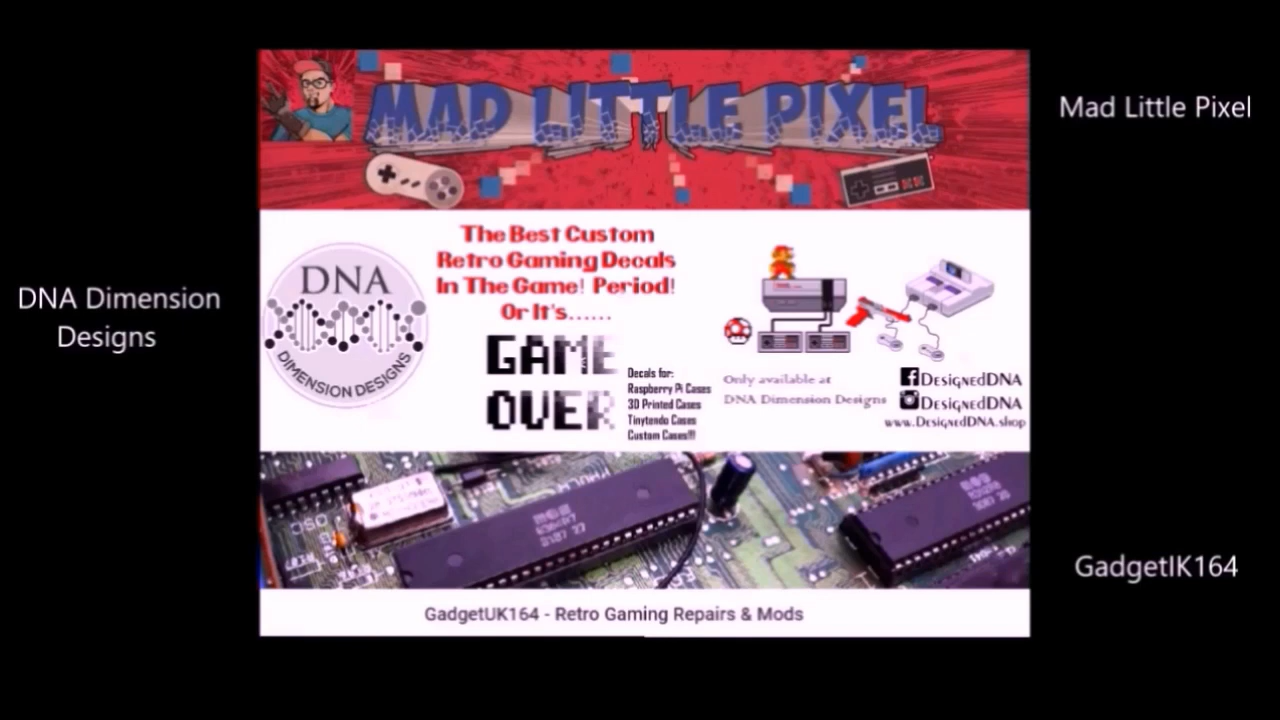 MAD LITTLE PIXEL
Mad Little Pixel
DNA Dimension
Designs
DNA
DIMENSION DESIGNS
The Best Custom
Retro Gaming Decals
In The Game! Period!
Or It's......
GAME
OVER
Decals for:
Raspberry Pi Cases
3D Printed Cases
Tinytendo Cases
Custom Cases!!!
Only available at
DNA Dimension Designs
DesignedDNA
DesignedDNA
www.DesignedDNA.shop
OSC
GadgetIK164
GadgetUK164 - Retro Gaming Repairs & Mods